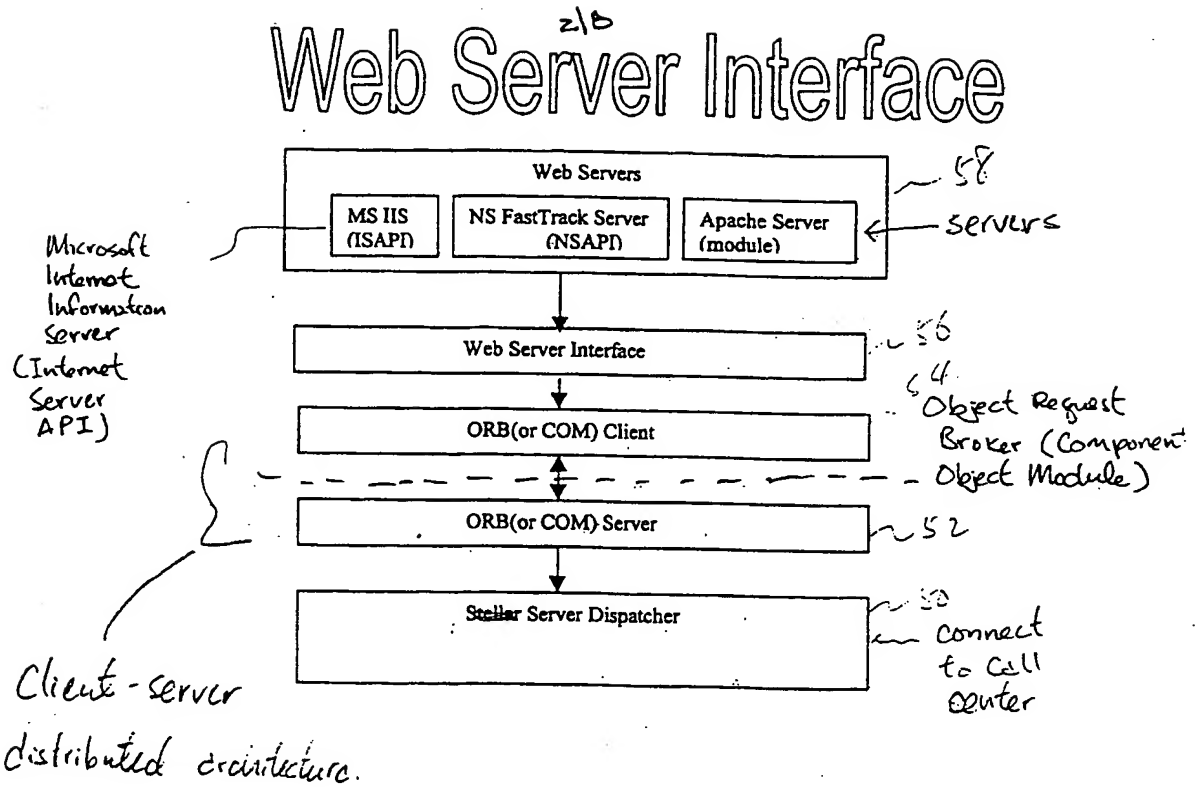 2/8
Web Server Interface
Web Servers
58
MS IIS
(ISAPI)
NS FastTrack Server
(NSAPI)
Apache Server
(module)
servers
Microsoft
Internet
Information
Server
(Internet
Server
API)
Web Server Interface
56
ORB(or COM) Client
54
Object Request
Broker (Component
Object Module)
ORB(or COM) Server
52
Stellar Server Dispatcher
50
connect
to call
center
Client-server
distributed architecture.